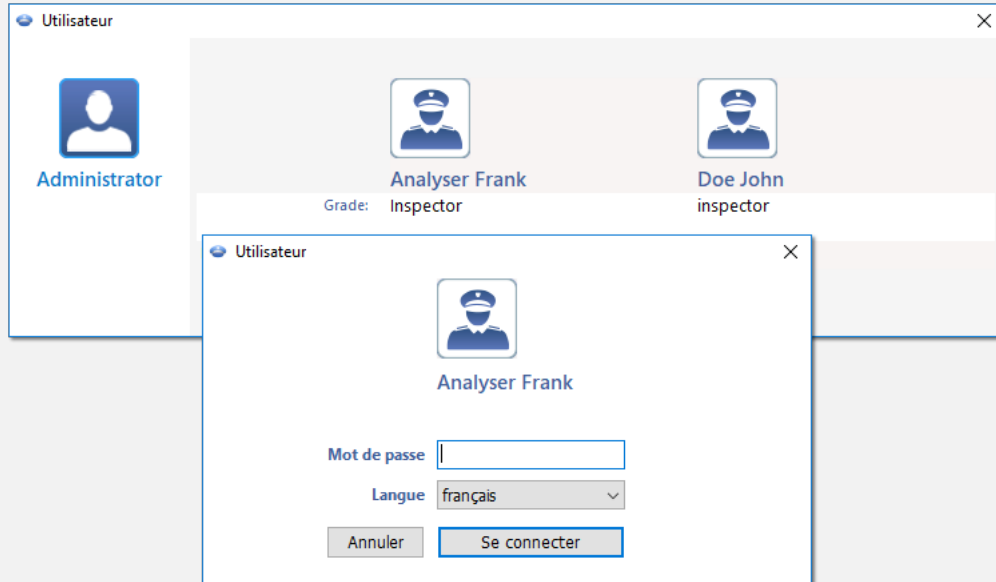 Utilisateur
Administrator
Analyser Frank
Doe John
Grade: Inspector
inspector
Utilisateur
Analyser Frank
Mot de passe
Langue français
Annuler
Se connecter